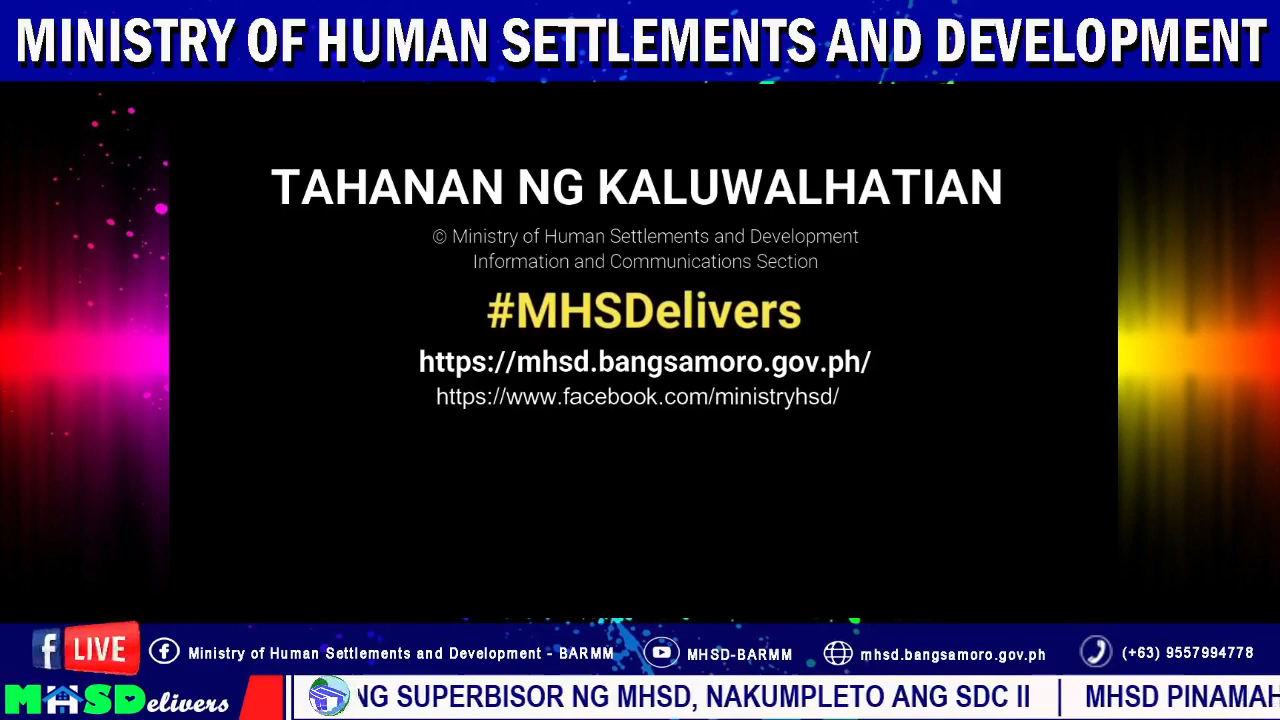 MINISTRY OF HUMAN SETTLEMENTS AND DEVELOPMENT
TAHANAN NG KALUWALHATIAN
© Ministry of Human Settlements and Development
Information and Communications Section
#MHSDelivers
https://mhsd.bangsamoro.gov.ph/
https://www.facebook.com/ministryhsd/
f LIVE f Ministry of Human Settlements and Development - BARMM MHSD-BARMM mhsd.bangsamoro.gov.ph (+63) 9557994778
MHSDelivers NG SUPERBISOR NG MHSD, NAKUMPLETO ANG SDC II | MHSD PINAMAH